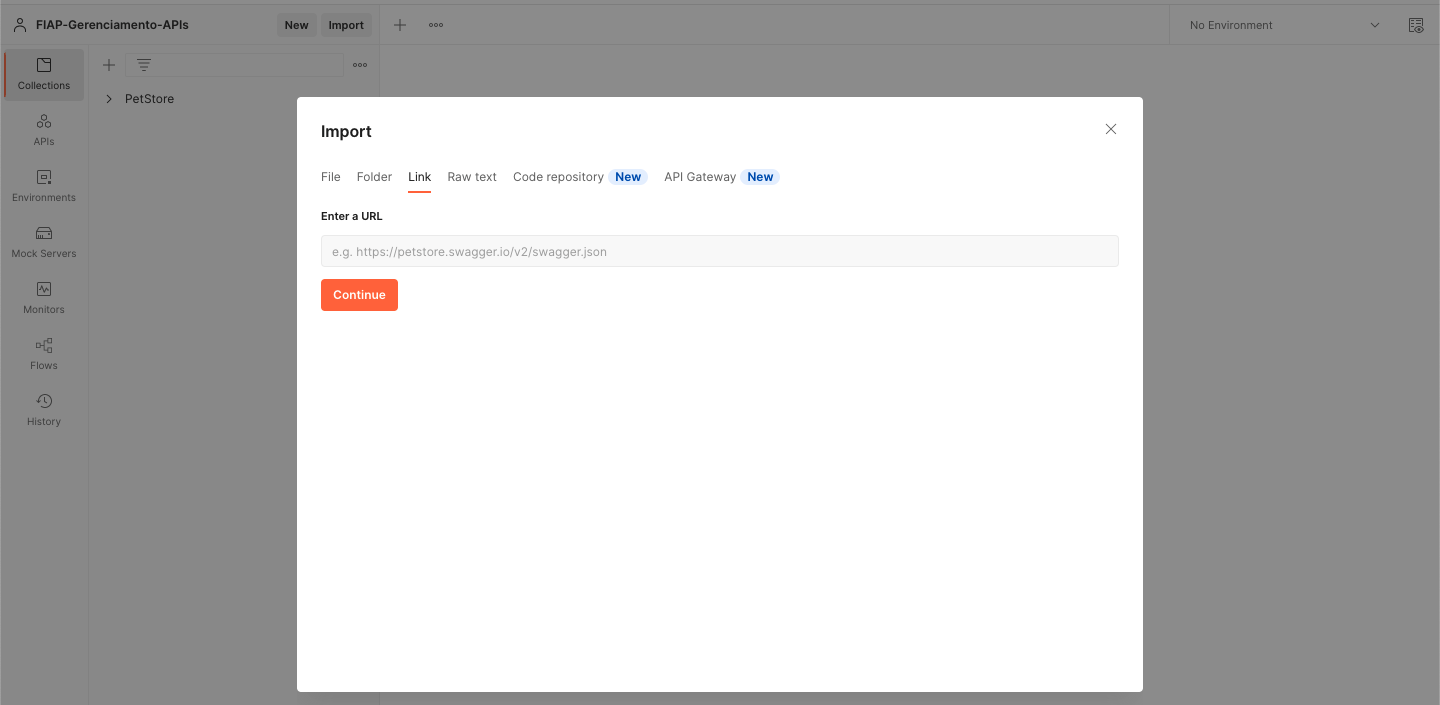 FIAP-Gerenciamento-APIs New Import No Environment
Collections
APIs
Environments
Mock Servers
Monitors
Flows
History
PetStore
Import
File Folder Link Raw text Code repository New API Gateway New
Enter a URL
e.g. https://petstore.swagger.io/v2/swagger.json
Continue